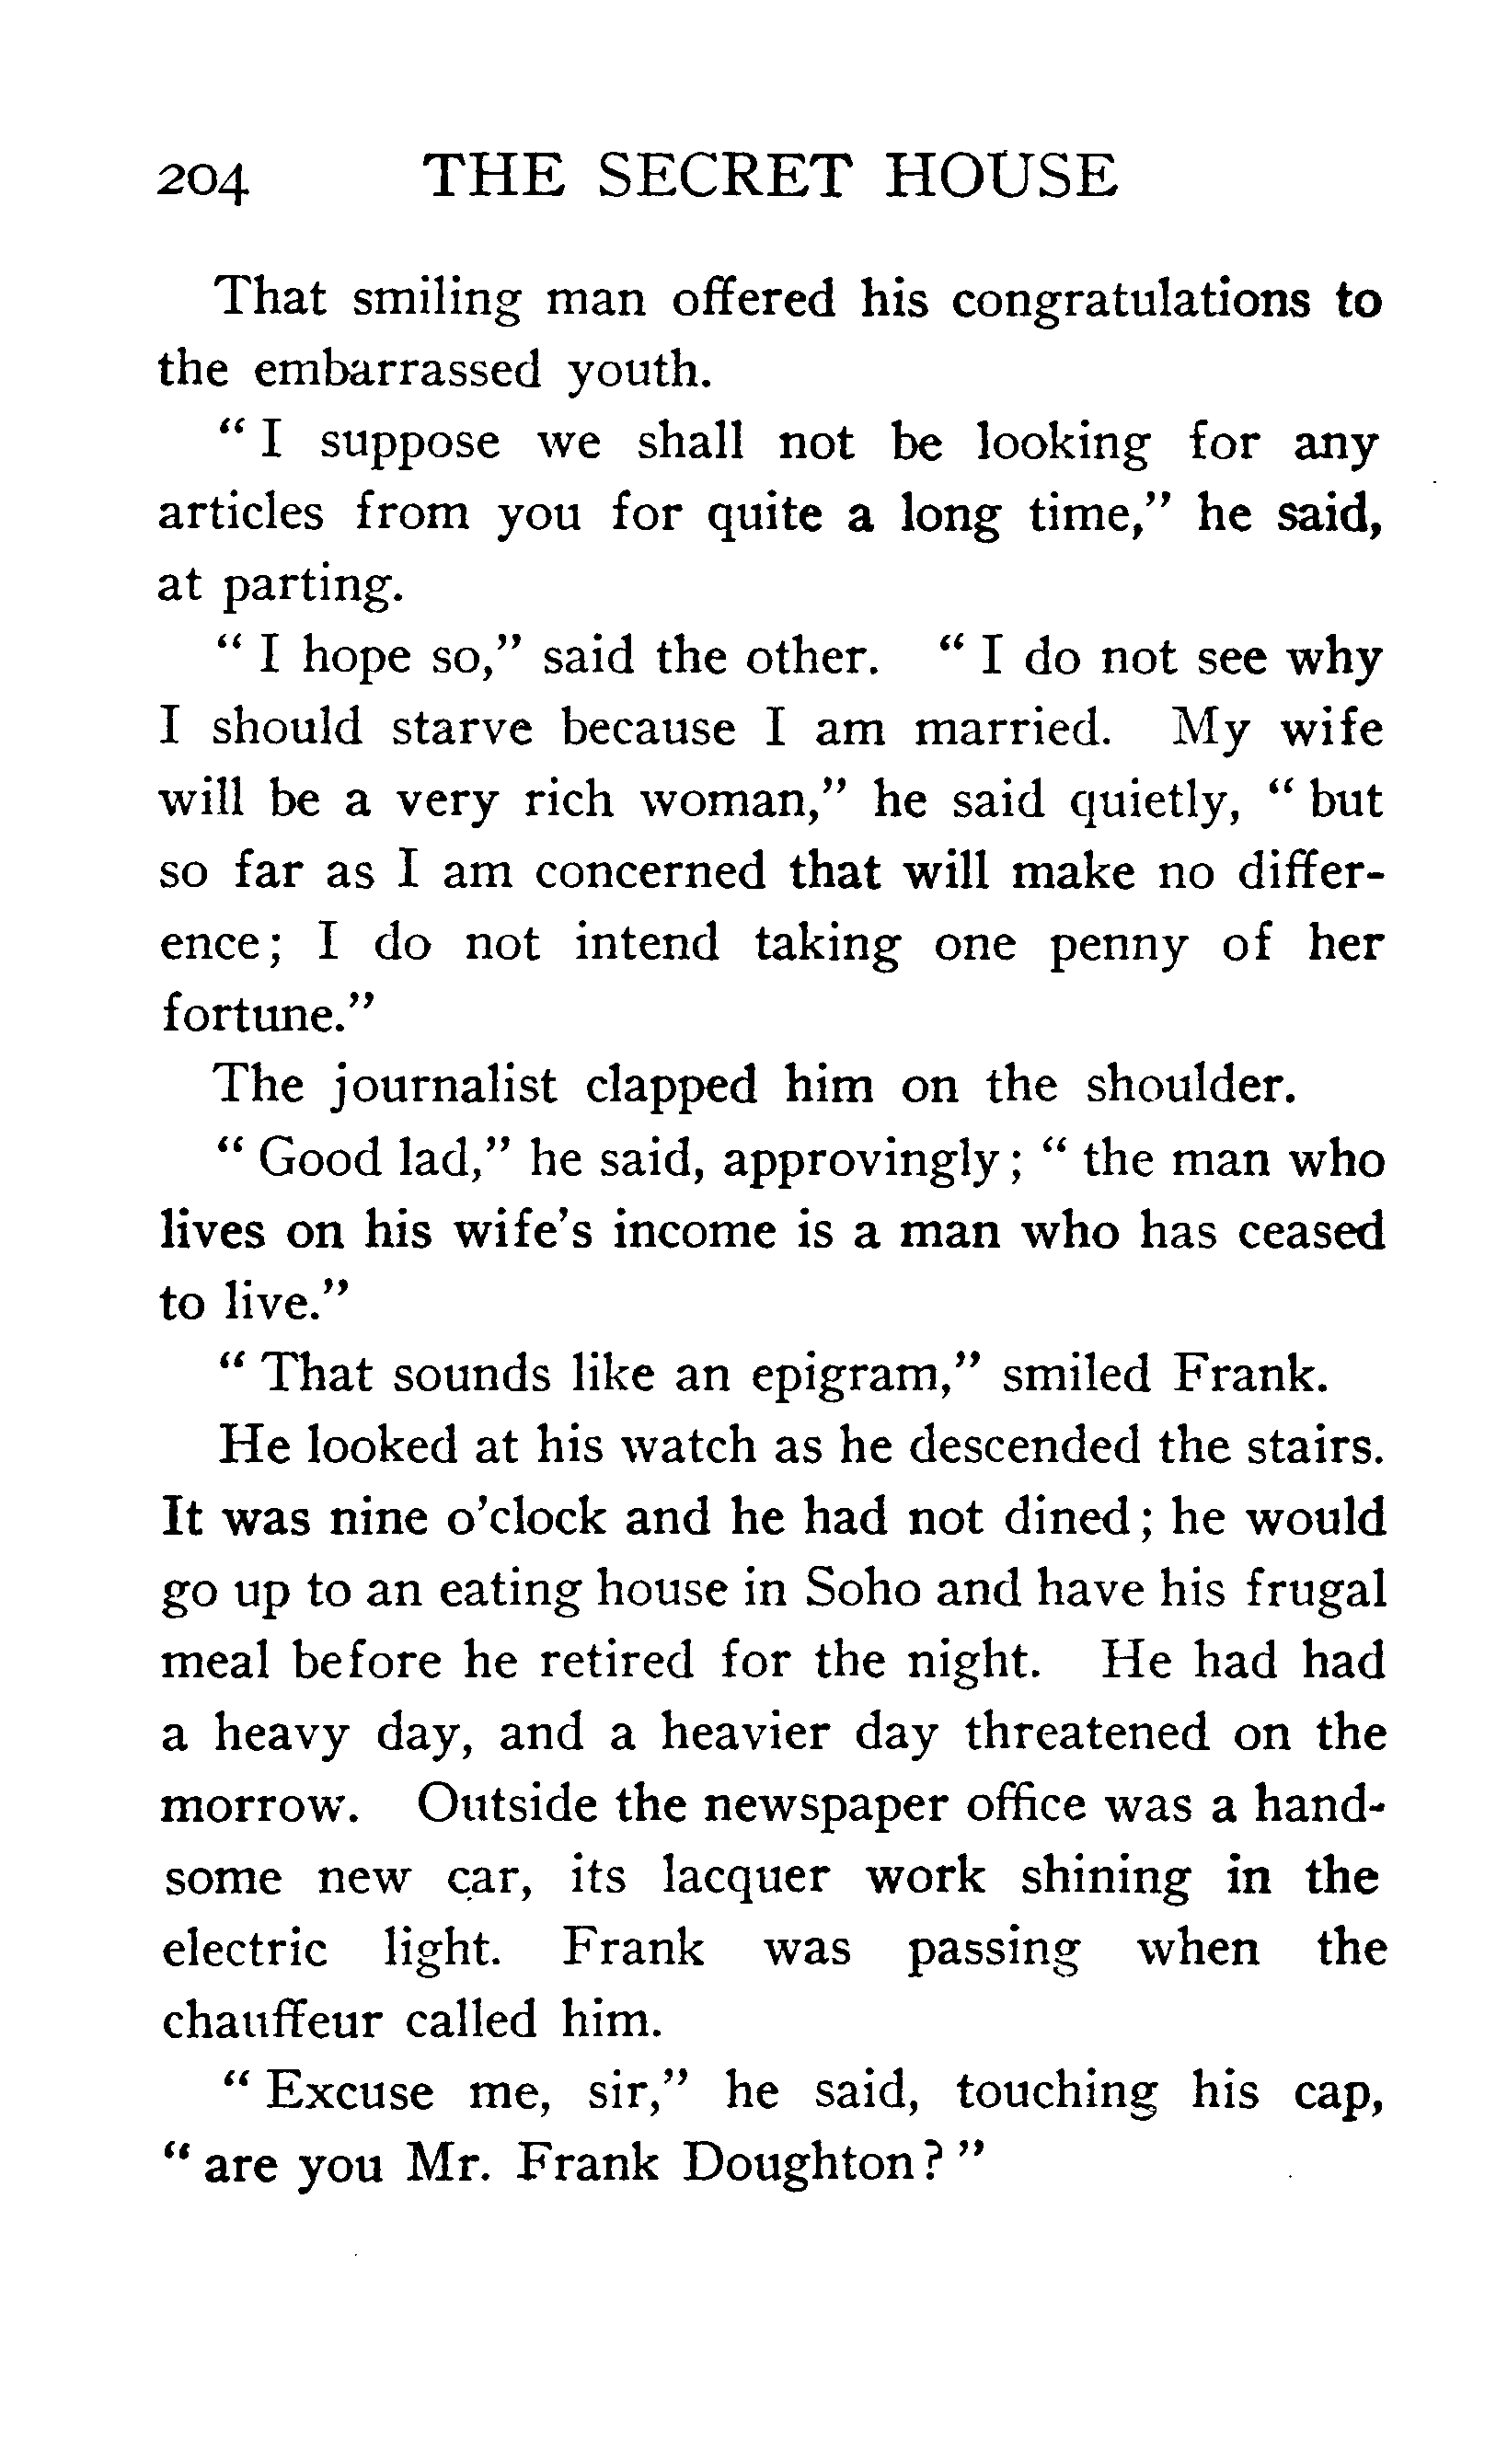 204 THE SECRET HOUSE
That smiling man offered his congratulations to
the embarrassed youth.
" I suppose we shall not be looking for any
articles from you for quite a long time," he said,
at parting.
" I hope so," said the other. " I do not see why
I should starve because I am married. My wife
will be a very rich woman," he said quietly, " but
so far as I am concerned that will make no differ-
ence; I do not intend taking one penny of her
fortune."
The journalist clapped him on the shoulder.
" Good lad," he said, approvingly; " the man who
lives on his wife's income is a man who has ceased
to live."
" That sounds like an epigram," smiled Frank.
He looked at his watch as he descended the stairs.
It was nine o'clock and he had not dined; he would
go up to an eating house in Soho and have his frugal
meal before he retired for the night. He had had
a heavy day, and a heavier day threatened on the
morrow. Outside the newspaper office was a hand-
some new car, its lacquer work shining in the
electric light. Frank was passing when the
chauffeur called him.
" Excuse me, sir," he said, touching his cap,
" are you Mr. Frank Doughton? "